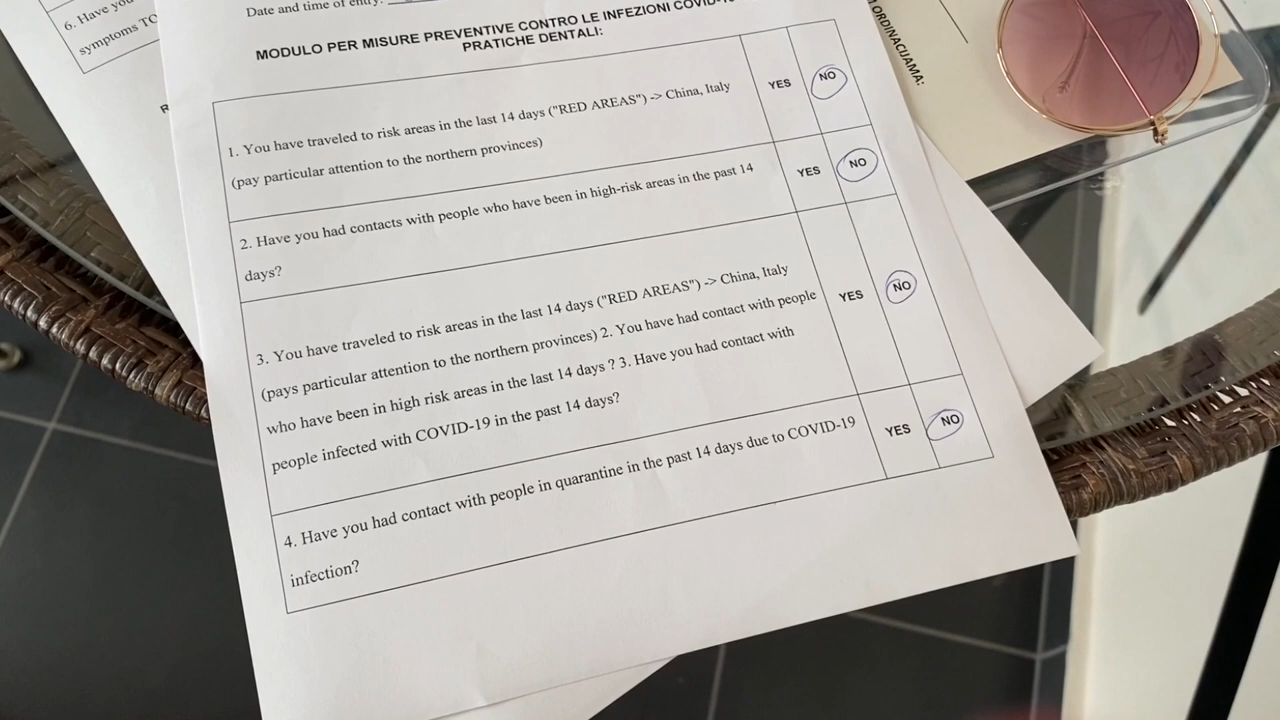 6. Have you
symptoms TO
Date and time of entry:
MODULO PER MISURE PREVENTIVE CONTRO LE INFEZIONI COVID-19
PRATICHE DENTALI:
1. You have traveled to risk areas in the last 14 days ("RED AREAS") -> China, Italy
(pay particular attention to the northern provinces)
YES
NO
2. Have you had contacts with people who have been in high-risk areas in the past 14
days?
YES
NO
3. You have traveled to risk areas in the last 14 days ("RED AREAS") -> China, Italy
(pays particular attention to the northern provinces) 2. You have had contact with people
who have been in high risk areas in the last 14 days ? 3. Have you had contact with
people infected with COVID-19 in the past 14 days?
YES
NO
4. Have you had contact with people in quarantine in the past 14 days due to COVID-19
infection?
YES
NO
ORDINACIJAMA: